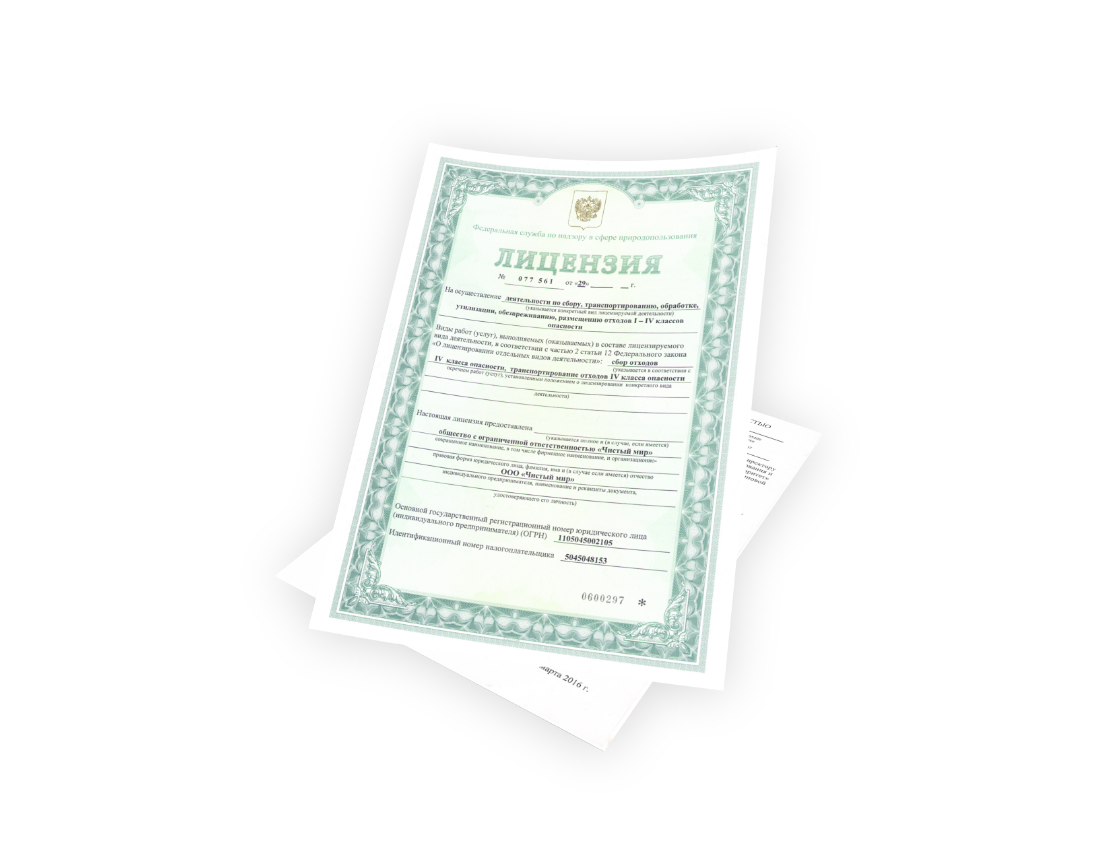 Федеральная служба по надзору в сфере природопользования
ЛИЦЕНЗИЯ
№ 077 561 от «29» г.
На осуществление деятельности по сбору, транспортированию, обработке,
(указывается конкретный вид лицензируемой деятельности)
утилизации, обезвреживанию, размещению отходов I – IV классов
опасности
Виды работ (услуг), выполняемых (оказываемых) в составе лицензируемого
вида деятельности, в соответствии с частью 2 статьи 12 Федерального закона
«О лицензировании отдельных видов деятельности»: сбор отходов
(указывается в соответствии с
IV класса опасности, транспортирование отходов IV класса опасности
перечнем работ (услуг), установленным положением о лицензировании конкретного вида
деятельности)
Настоящая лицензия предоставлена
(указывается полное и (в случае, если имеется)
общество с ограниченной ответственностью «Чистый мир»
сокращенное наименование, в том числе фирменное наименование, и организационно-
правовая форма юридического лица, фамилия, имя и (в случае если имеется) отчество
ООО «Чистый мир»
индивидуального предпринимателя, наименование и реквизиты документа,
удостоверяющего его личность)
Основной государственный регистрационный номер юридического лица
(индивидуального предпринимателя) (ОГРН) 1105045002105
Идентификационный номер налогоплательщика 5045048153
0600297 *
марта 2016 г.